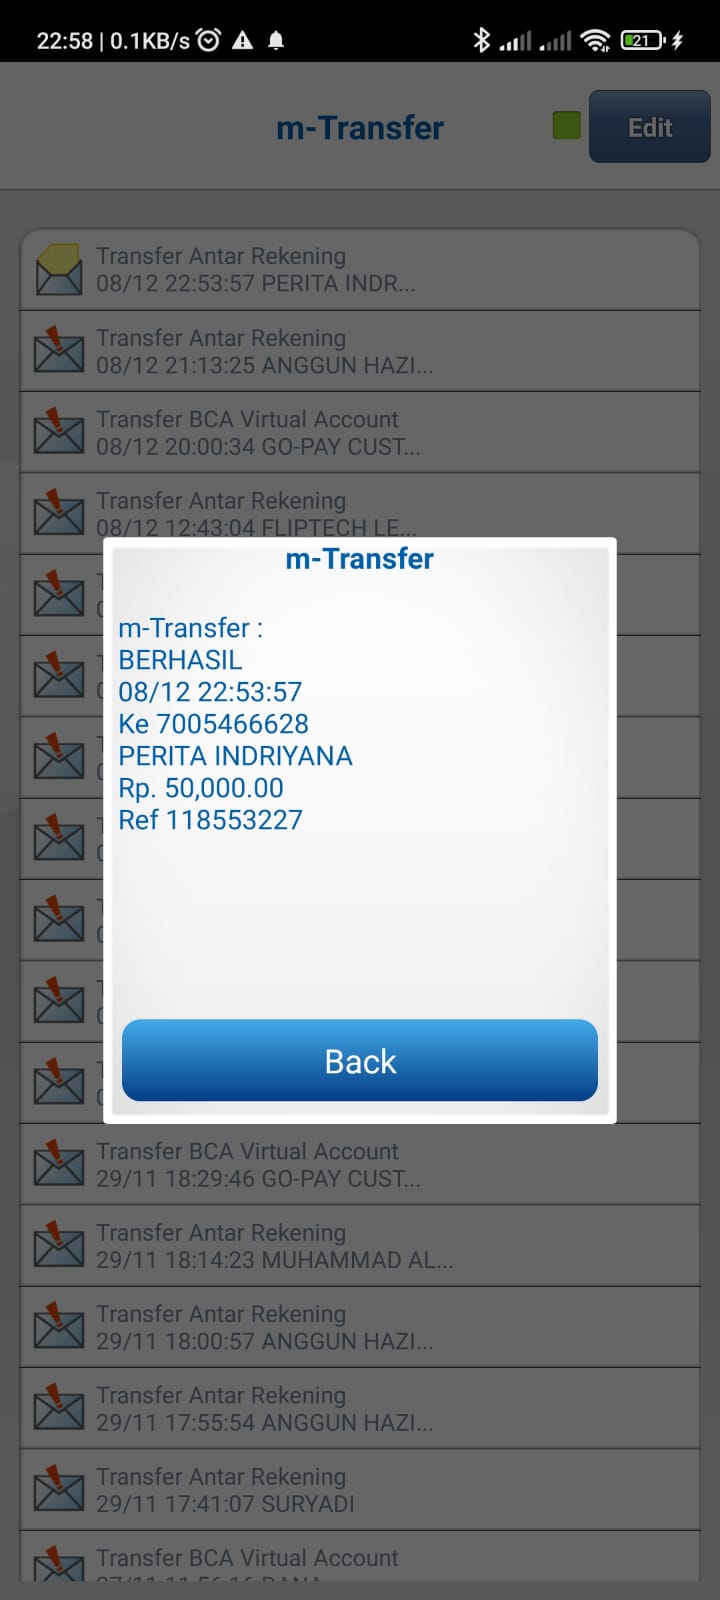 22:58 | 0.1KB/s
21
m-Transfer
Edit
Transfer Antar Rekening
08/12 22:53:57 PERITA INDR...
Transfer Antar Rekening
08/12 21:13:25 ANGGUN HAZI...
Transfer BCA Virtual Account
08/12 20:00:34 GO-PAY CUST...
Transfer Antar Rekening
08/12 12:43:04 FLIPTECH LE...
m-Transfer
m-Transfer :
BERHASIL
08/12 22:53:57
Ke 7005466628
PERITA INDRIYANA
Rp. 50,000.00
Ref 118553227
Back
Transfer BCA Virtual Account
29/11 18:29:46 GO-PAY CUST...
Transfer Antar Rekening
29/11 18:14:23 MUHAMMAD AL...
Transfer Antar Rekening
29/11 18:00:57 ANGGUN HAZI...
Transfer Antar Rekening
29/11 17:55:54 ANGGUN HAZI...
Transfer Antar Rekening
29/11 17:41:07 SURYADI
Transfer BCA Virtual Account